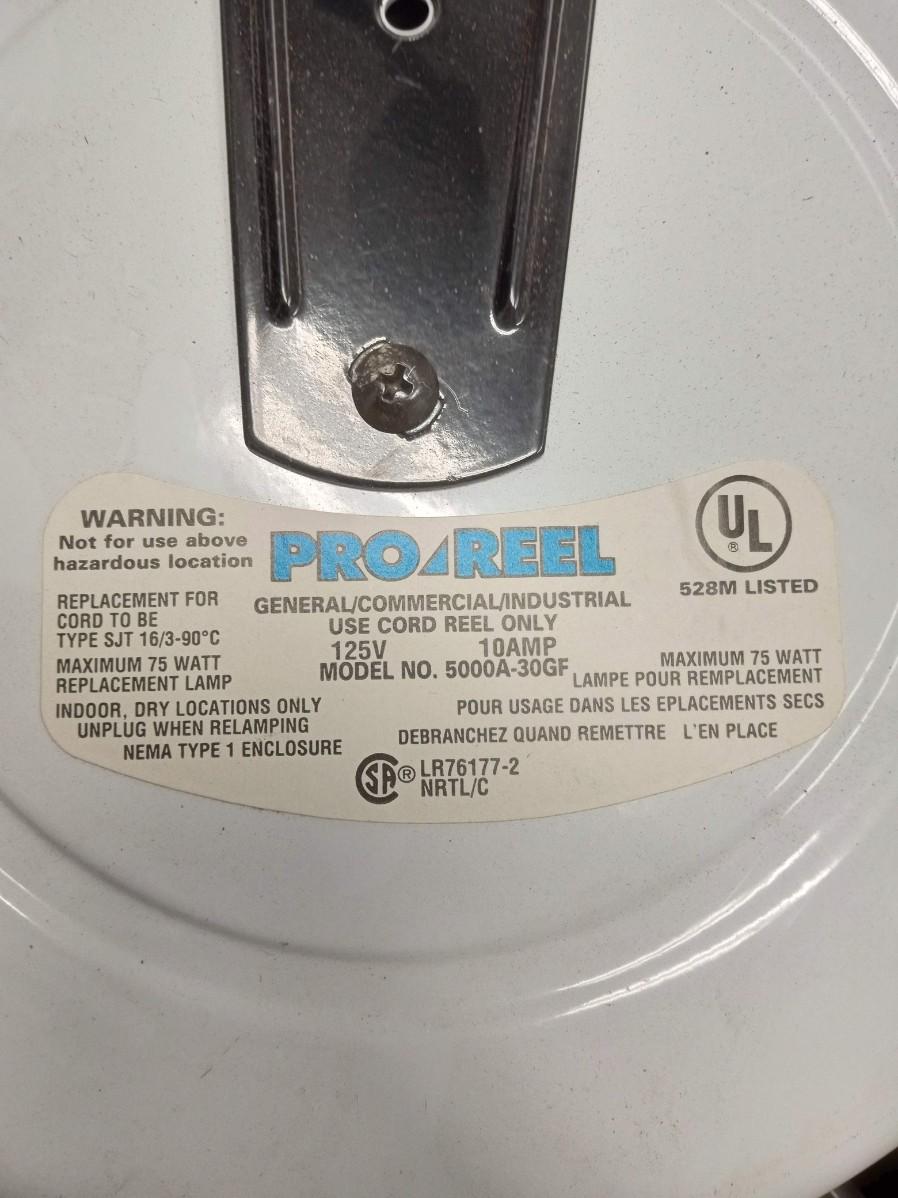 WARNING:
Not for use above
hazardous location
REPLACEMENT FOR
CORD TO BE
TYPE SJT 16/3-90°C
MAXIMUM 75 WATT
REPLACEMENT LAMP
INDOOR, DRY LOCATIONS ONLY
UNPLUG WHEN RELAMPING
NEMA TYPE 1 ENCLOSURE
PRO REEL
GENERAL/COMMERCIAL/INDUSTRIAL
USE CORD REEL ONLY
125V 10AMP
MODEL NO. 5000A-30GF
UL ®
528M LISTED
MAXIMUM 75 WATT
LAMPE POUR REMPLACEMENT
POUR USAGE DANS LES EPLACEMENTS SECS
DEBRANCHEZ QUAND REMETTRE L'EN PLACE
SA ® LR76177-2
NRTL/C